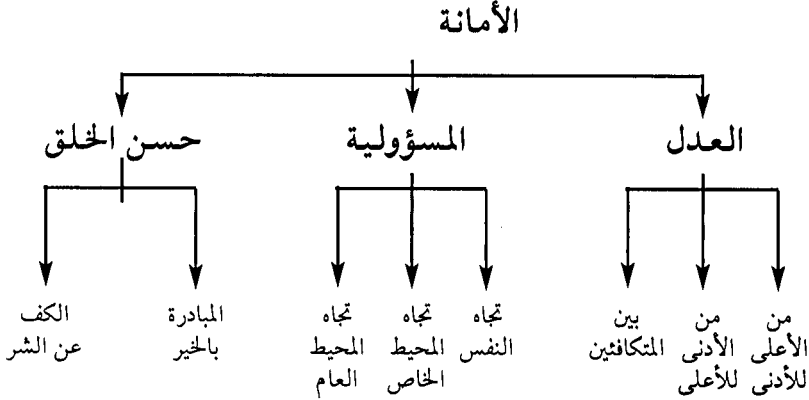 الأمانة
العدل
المسؤولية
حسن الخلق
من
الأعلى
للأدنى
من
الأدنى
للأعلى
بين
المتكافئين
تجاه
النفس
تجاه
المحيط
الخاص
تجاه
المحيط
العام
المبادرة
بالخير
الكف
عن الشر